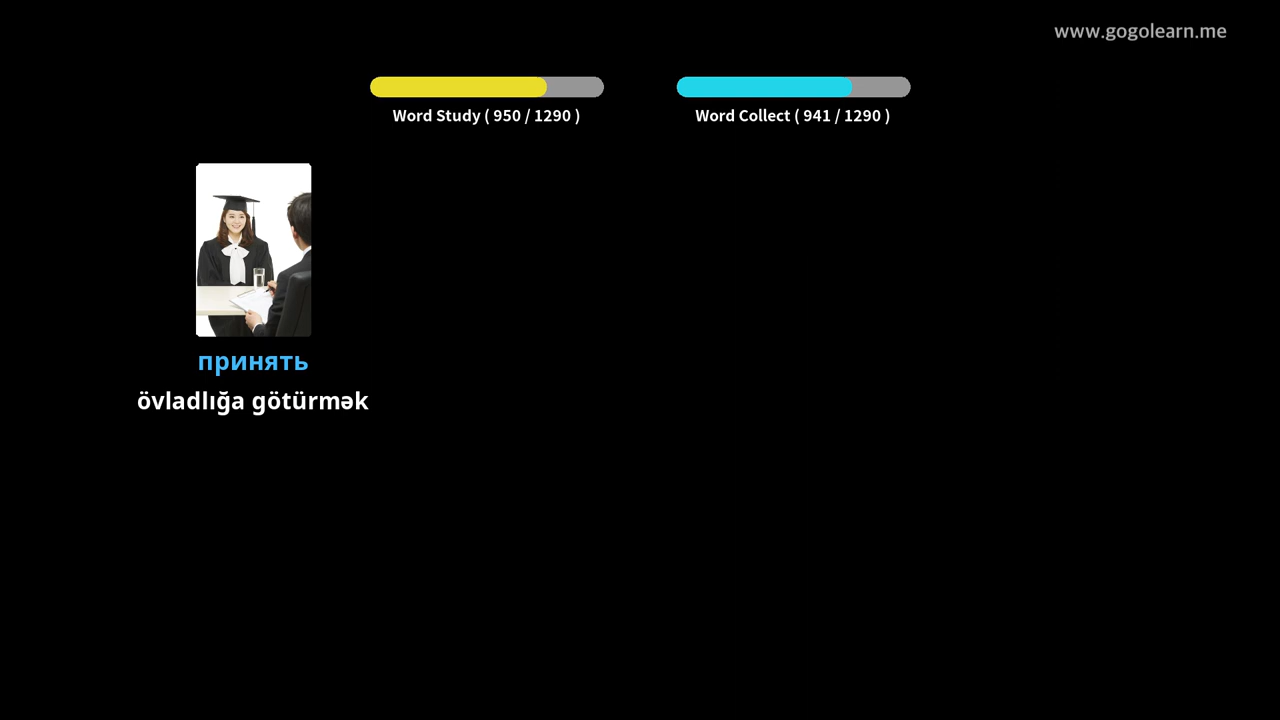 www.gogolearn.me
Word Study ( 950 / 1290 )
Word Collect ( 941 / 1290 )
принять
övladlığa götürmək